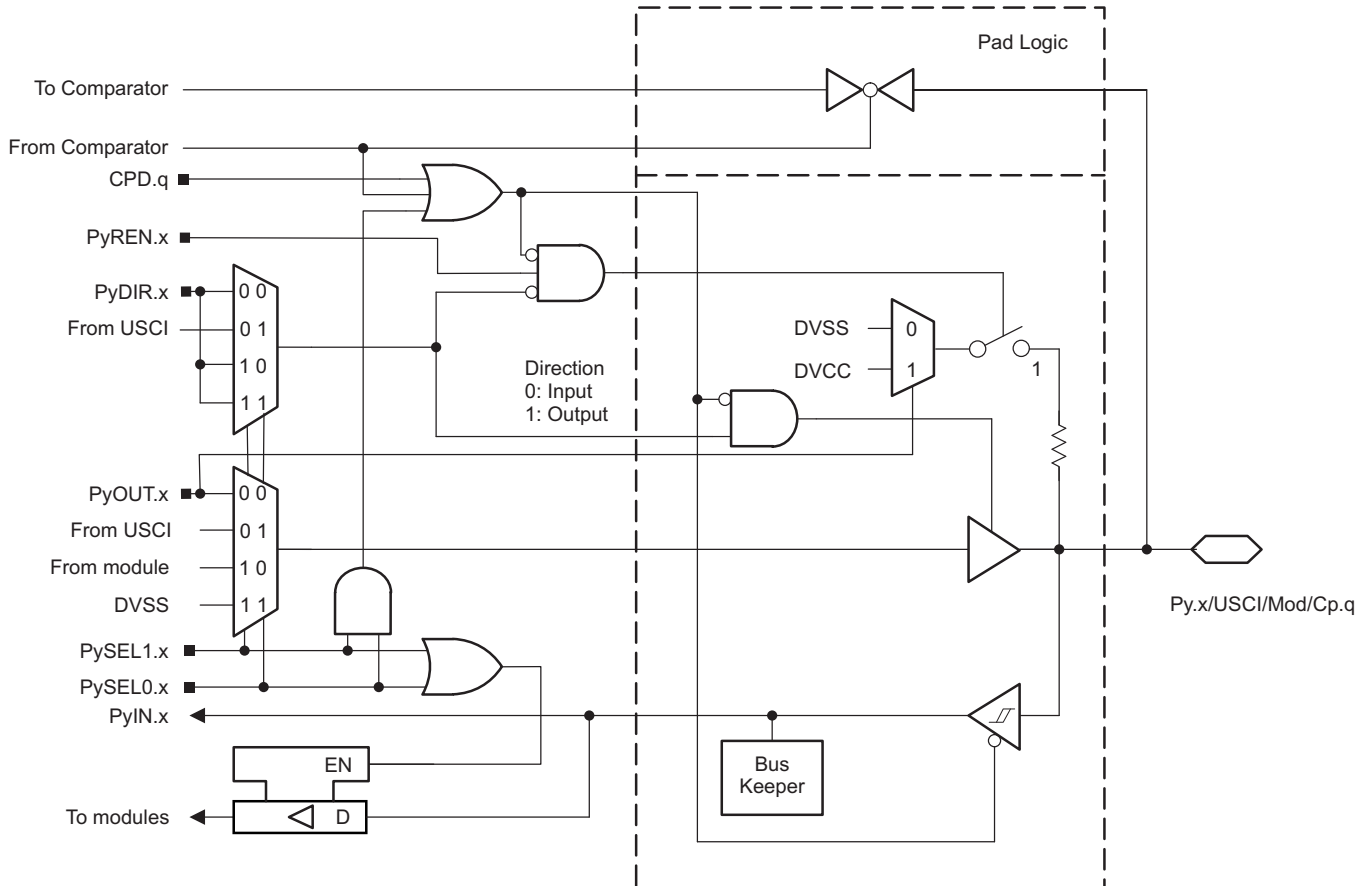 Pad Logic
To Comparator
From Comparator
CPD.q
PyREN.x
PyDIR.x
0 0
From USCI
0 1
1 0
1 1
Direction
0: Input
1: Output
DVSS
0
DVCC
1
1
PyOUT.x
0 0
From USCI
0 1
From module
1 0
DVSS
1 1
Py.x/USCI/Mod/Cp.q
PySEL1.x
PySEL0.x
PyIN.x
EN
Bus
Keeper
To modules
D